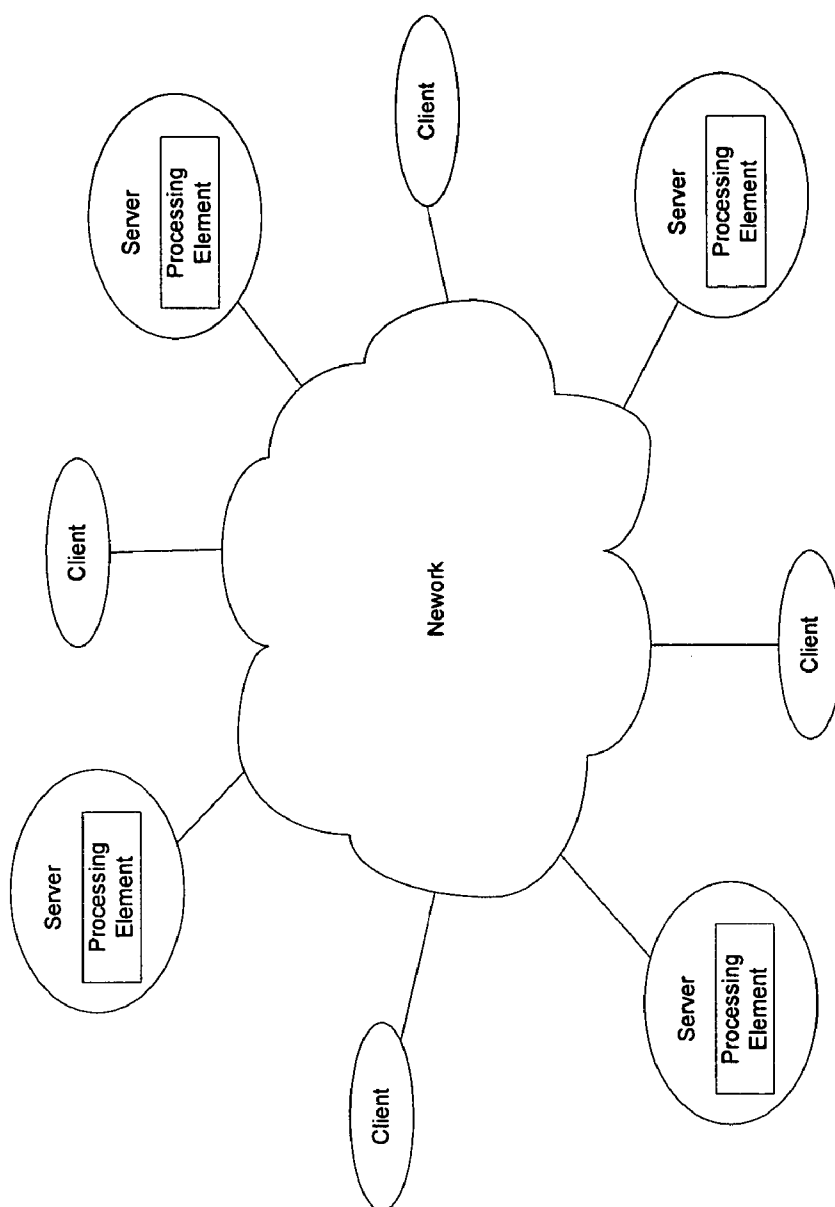 Server
Processing
Element
Client
Server
Processing
Element
Client
Nework
Client
Server
Processing
Element
Server
Processing
Element
Client